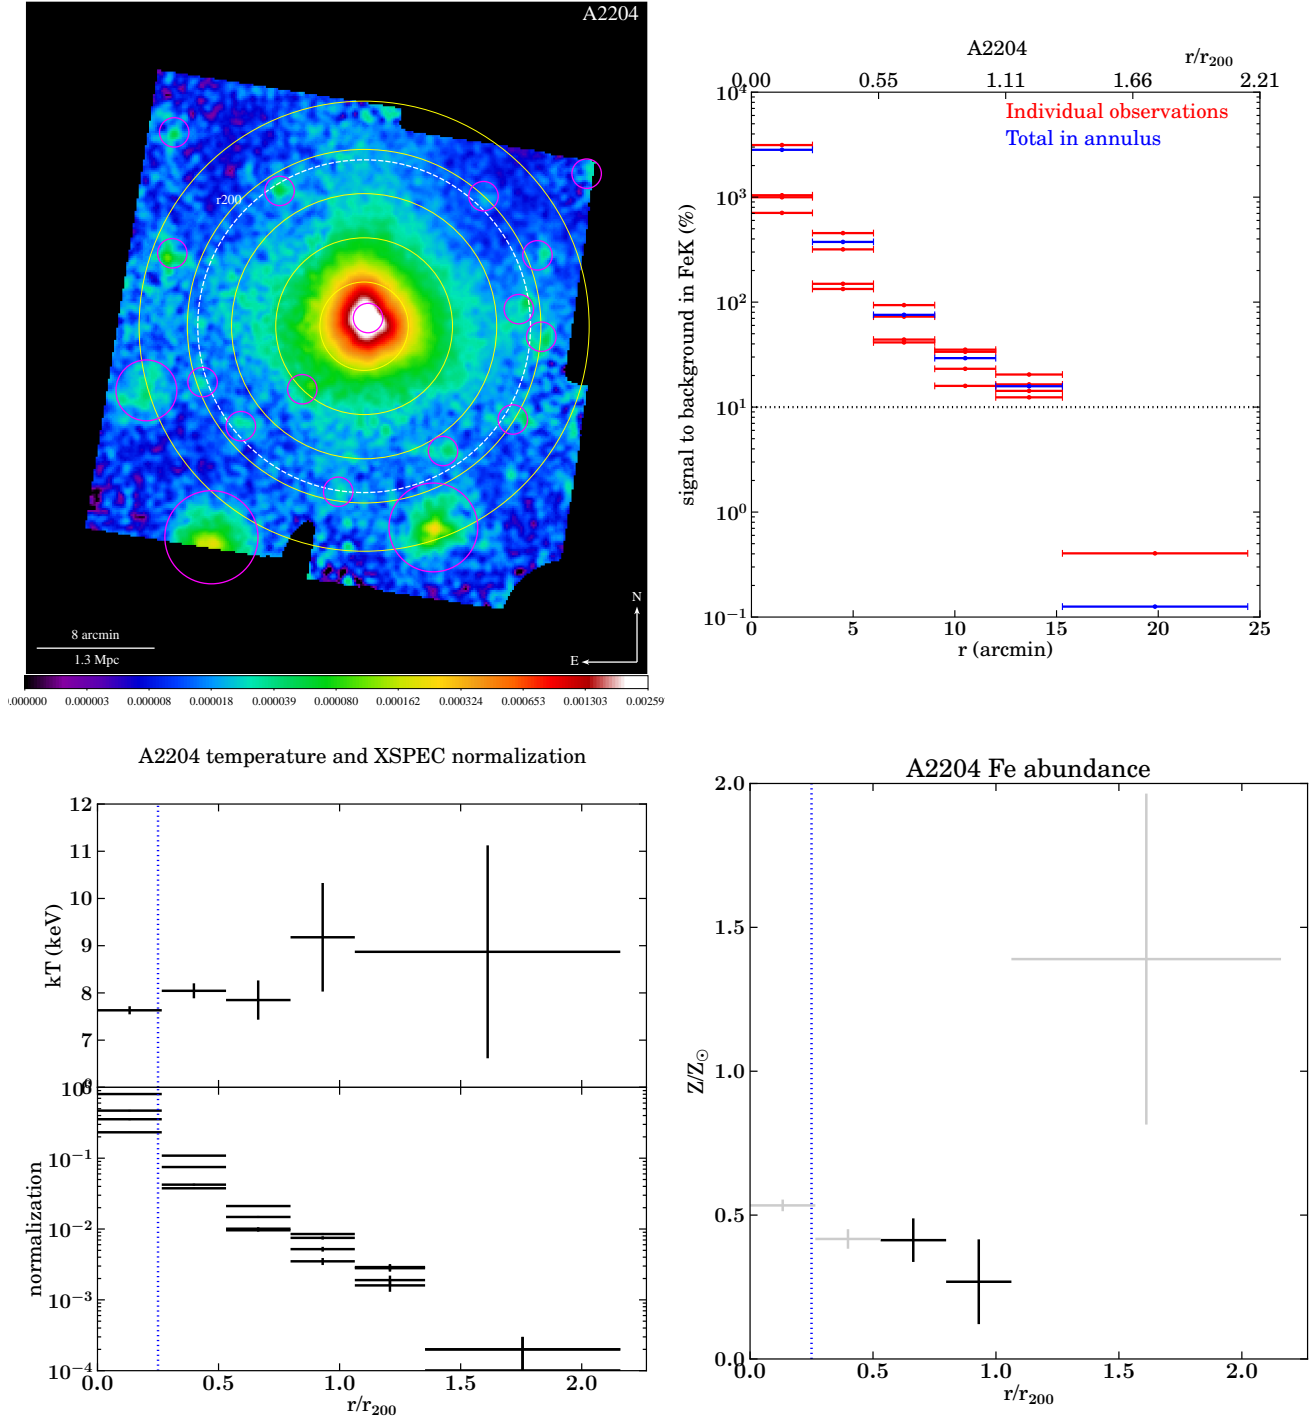 A2204
r200
8 arcmin
1.3 Mpc
N
E
0.000000 0.000003 0.000008 0.000018 0.000039 0.000080 0.000162 0.000324 0.000653 0.001303 0.00259
A2204
r/r200
0.00 0.55 1.11 1.66 2.21
Individual observations
Total in annulus
signal to background in FeK (%)
10^4
10^3
10^2
10^1
10^0
10^-1
0 5 10 15 20 25
r (arcmin)
A2204 temperature and XSPEC normalization
kT (keV)
12
11
10
9
8
7
6
normalization
10^0
10^-1
10^-2
10^-3
10^-4
0.0 0.5 1.0 1.5 2.0
r/r200
A2204 Fe abundance
Z/Z⊙
2.0
1.5
1.0
0.5
0.0
0.0 0.5 1.0 1.5 2.0
r/r200